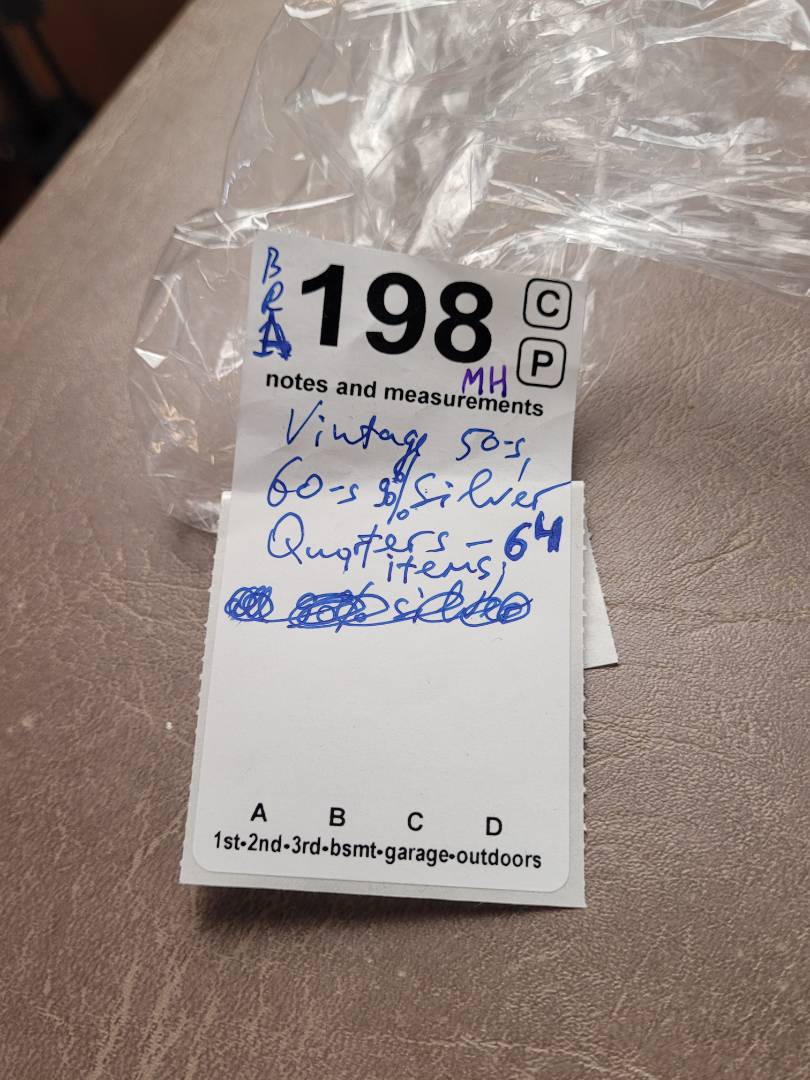 BRA
198
C
P
MH
notes and measurements
Vintage 50-s,
60-s 90% Silver
Quarters - 64
items,
A B C D
1st•2nd•3rd•bsmt•garage•outdoors